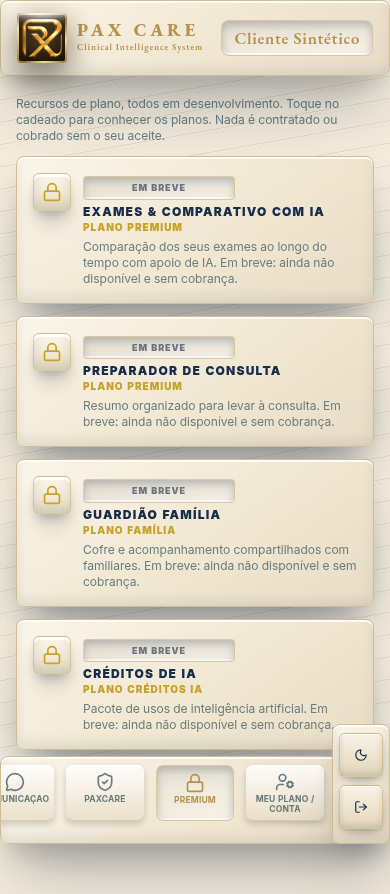 PAX CARE
Clinical Intelligence System
Cliente Sintético
Recursos de plano, todos em desenvolvimento. Toque no
cadeado para conhecer os planos. Nada é contratado ou
cobrado sem o seu aceite.
EM BREVE
EXAMES & COMPARATIVO COM IA
PLANO PREMIUM
Comparação dos seus exames ao longo do
tempo com apoio de IA. Em breve: ainda não
disponível e sem cobrança.
EM BREVE
PREPARADOR DE CONSULTA
PLANO PREMIUM
Resumo organizado para levar à consulta. Em
breve: ainda não disponível e sem cobrança.
EM BREVE
GUARDIÃO FAMÍLIA
PLANO FAMÍLIA
Cofre e acompanhamento compartilhados com
familiares. Em breve: ainda não disponível e sem
cobrança.
EM BREVE
CRÉDITOS DE IA
PLANO CRÉDITOS IA
Pacote de usos de inteligência artificial. Em
breve: ainda não disponível e sem cobrança.
UNICAÇAO
PAXCARE
PREMIUM
MEU PLANO /
CONTA